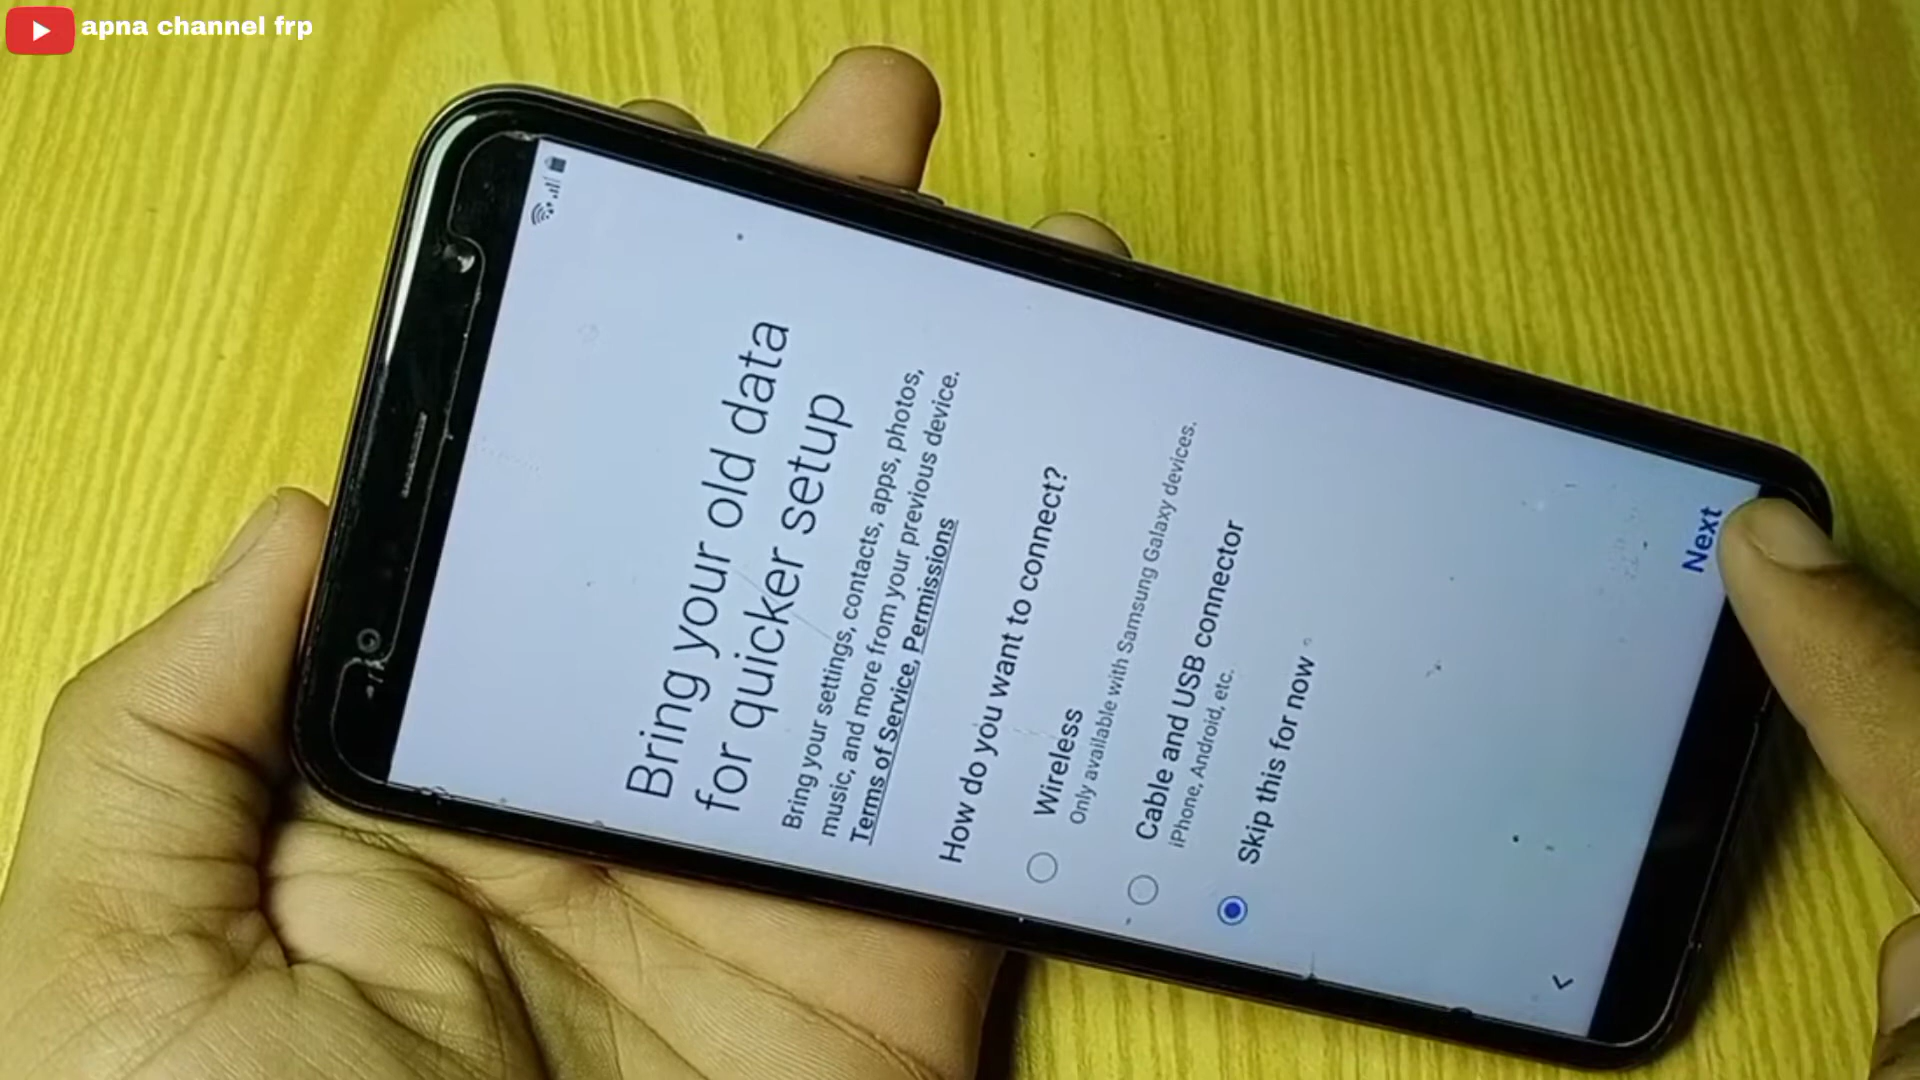 apna channel frp
Bring your old data
for quicker setup
Bring your settings, contacts, apps, photos,
music, and more from your previous device.
Terms of Service, Permissions
How do you want to connect?
Wireless
Only available with Samsung Galaxy devices.
Cable and USB connector
iPhone, Android, etc.
Skip this for now
Next